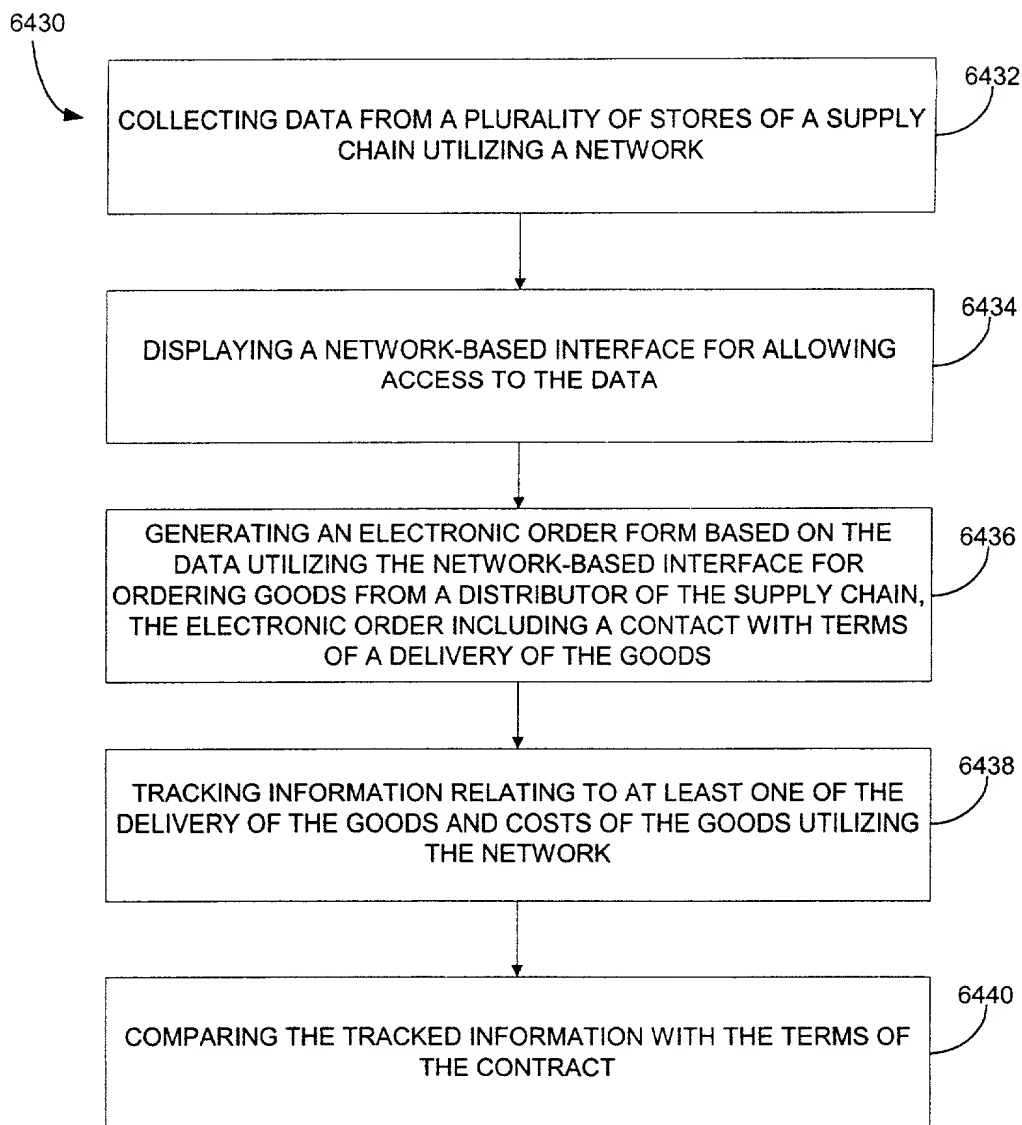 6430
6432
COLLECTING DATA FROM A PLURALITY OF STORES OF A SUPPLY
CHAIN UTILIZING A NETWORK
6434
DISPLAYING A NETWORK-BASED INTERFACE FOR ALLOWING
ACCESS TO THE DATA
6436
GENERATING AN ELECTRONIC ORDER FORM BASED ON THE
DATA UTILIZING THE NETWORK-BASED INTERFACE FOR
ORDERING GOODS FROM A DISTRIBUTOR OF THE SUPPLY CHAIN,
THE ELECTRONIC ORDER INCLUDING A CONTACT WITH TERMS
OF A DELIVERY OF THE GOODS
6438
TRACKING INFORMATION RELATING TO AT LEAST ONE OF THE
DELIVERY OF THE GOODS AND COSTS OF THE GOODS UTILIZING
THE NETWORK
6440
COMPARING THE TRACKED INFORMATION WITH THE TERMS OF
THE CONTRACT